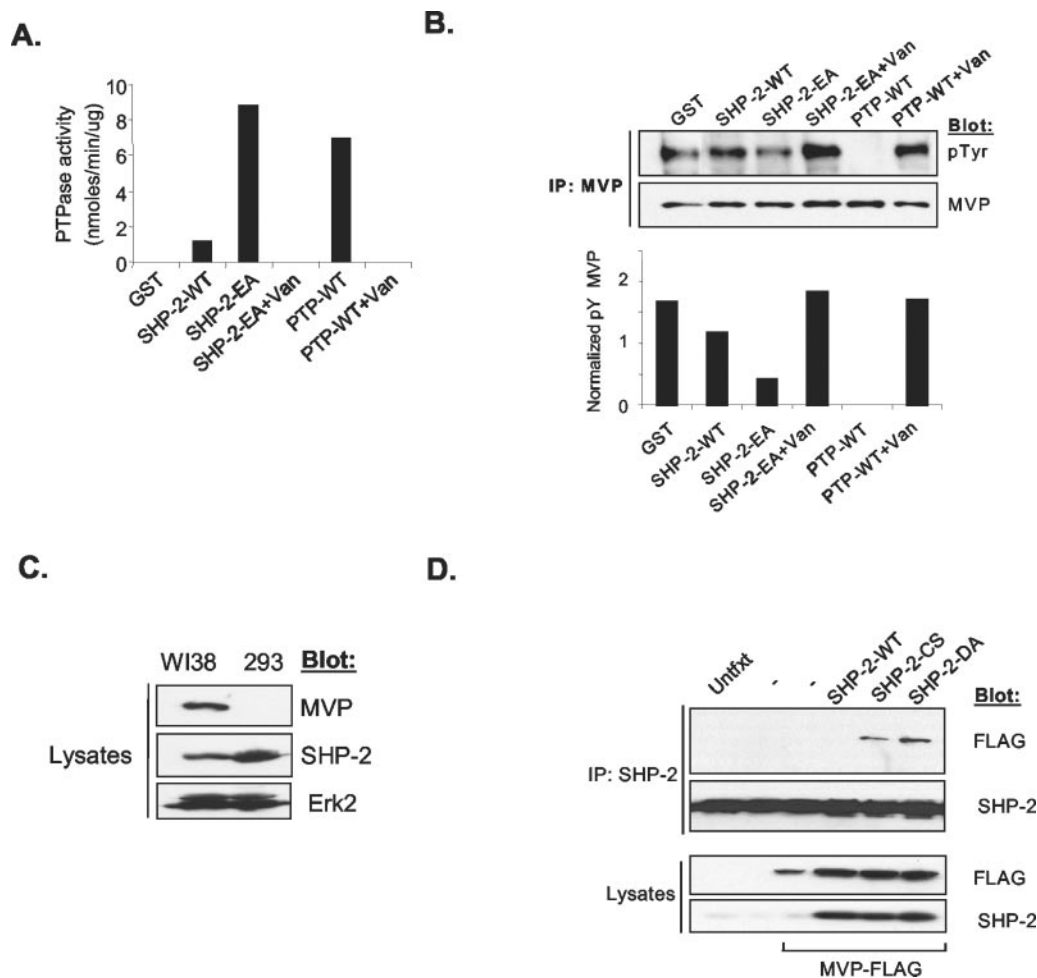 A.
PTPase activity
(nmoles/min/ug)
10
8
6
4
2
0
GST
SHP-2-WT
SHP-2-EA
SHP-2-EA+Van
PTP-WT
PTP-WT+Van
B.
GST
SHP-2-WT
SHP-2-EA
SHP-2-EA+Van
PTP-WT
PTP-WT+Van
Blot:
pTyr
IP: MVP
MVP
Normalized pY MVP
2
1
0
GST
SHP-2-WT
SHP-2-EA
SHP-2-EA+Van
PTP-WT
PTP-WT+Van
C.
WI38 293 Blot:
MVP
Lysates
SHP-2
Erk2
D.
Untfxt
-
-
SHP-2-WT
SHP-2-CS
SHP-2-DA
Blot:
FLAG
IP: SHP-2
SHP-2
FLAG
Lysates
SHP-2
MVP-FLAG